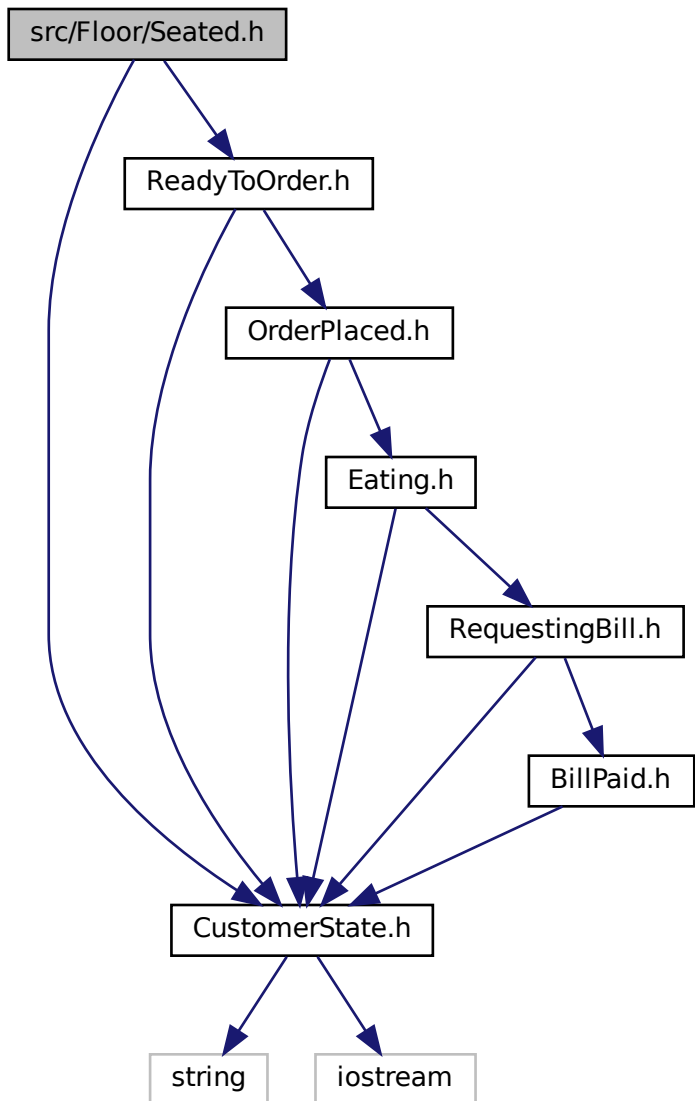 src/Floor/Seated.h
ReadyToOrder.h
OrderPlaced.h
Eating.h
RequestingBill.h
BillPaid.h
CustomerState.h
string
iostream